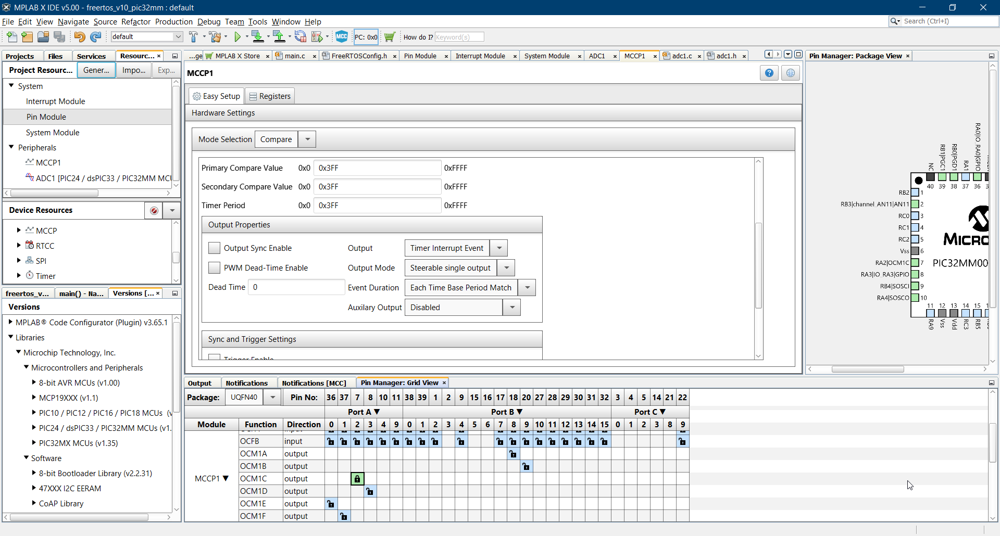 MPLAB X IDE v5.00 - freertos_v10_pic32mm : default
File Edit View Navigate Source Refactor Production Debug Team Tools Window Help
Search (Ctrl+I)
default
MCC
PC: 0x0
How do I? Keyword(s)
Projects Files Services Resourc... ×
...ge MPLAB X Store × main.c × FreeRTOSConfig.h × Pin Module × Interrupt Module × System Module × ADC1 × MCCP1 × adc1.c × adc1.h ×
Pin Manager: Package View ×
Project Resourc... Gener... Impo... Exp...
System
Interrupt Module
Pin Module
System Module
Peripherals
MCCP1
ADC1 [PIC24 / dsPIC33 / PIC32MM MCU
Device Resources
MCCP
RTCC
SPI
Timer
freertos_v... main() - Na... Versions [... ×
Versions
MPLAB® Code Configurator (Plugin) v3.65.1
Libraries
Microchip Technology, Inc.
Microcontrollers and Peripherals
8-bit AVR MCUs (v1.00)
MCP19XXX (v1.1)
PIC10 / PIC12 / PIC16 / PIC18 MCUs (v
PIC24 / dsPIC33 / PIC32MM MCUs (v1.
PIC32MX MCUs (v1.35)
Software
8-bit Bootloader Library (v2.2.31)
47XXX I2C EERAM
CoAP Library
MCCP1
Easy Setup Registers
Hardware Settings
Mode Selection Compare
Primary Compare Value 0x0 0x3FF 0xFFFF
Secondary Compare Value 0x0 0x3FF 0xFFFF
Timer Period 0x0 0x3FF 0xFFFF
Output Properties
Output Sync Enable Output Timer Interrupt Event
PWM Dead-Time Enable Output Mode Steerable single output
Dead Time 0 Event Duration Each Time Base Period Match
Auxilary Output Disabled
Sync and Trigger Settings
Trigger Enable
NC RB1|PGC1 RB0|PGD1 RA1 RA0|IO_RA0|GPIO
40 39 38 37 36 3
RB2 1
RB3|channel_AN11|AN11 2
RC0 3
RC1 4
RC2 5
Vss 6
RA2|OCM1C 7
RA3|IO_RA3|GPIO 8
RB4|SOSCI 9
RA4|SOSCO 10
MICRO
PIC32MM00
11 12 13 14 15 1
RA9 Vss Vdd RC3 RB5
Output Notifications Notifications [MCC] Pin Manager: Grid View ×
Package: UQFN40 Pin No: 36 37 7 8 10 11 38 39 1 2 9 15 16 17 18 20 27 28 29 30 31 32 3 4 5 14 21 22
Port A ▼ Port B ▼ Port C ▼
Module Function Direction 0 1 2 3 4 9 0 1 2 3 4 5 6 7 8 9 10 11 12 13 14 15 0 1 2 3 8 9
OCFB input
OCM1A output
OCM1B output
MCCP1 ▼ OCM1C output
OCM1D output
OCM1E output
OCM1F output